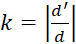 k = |d'/d|